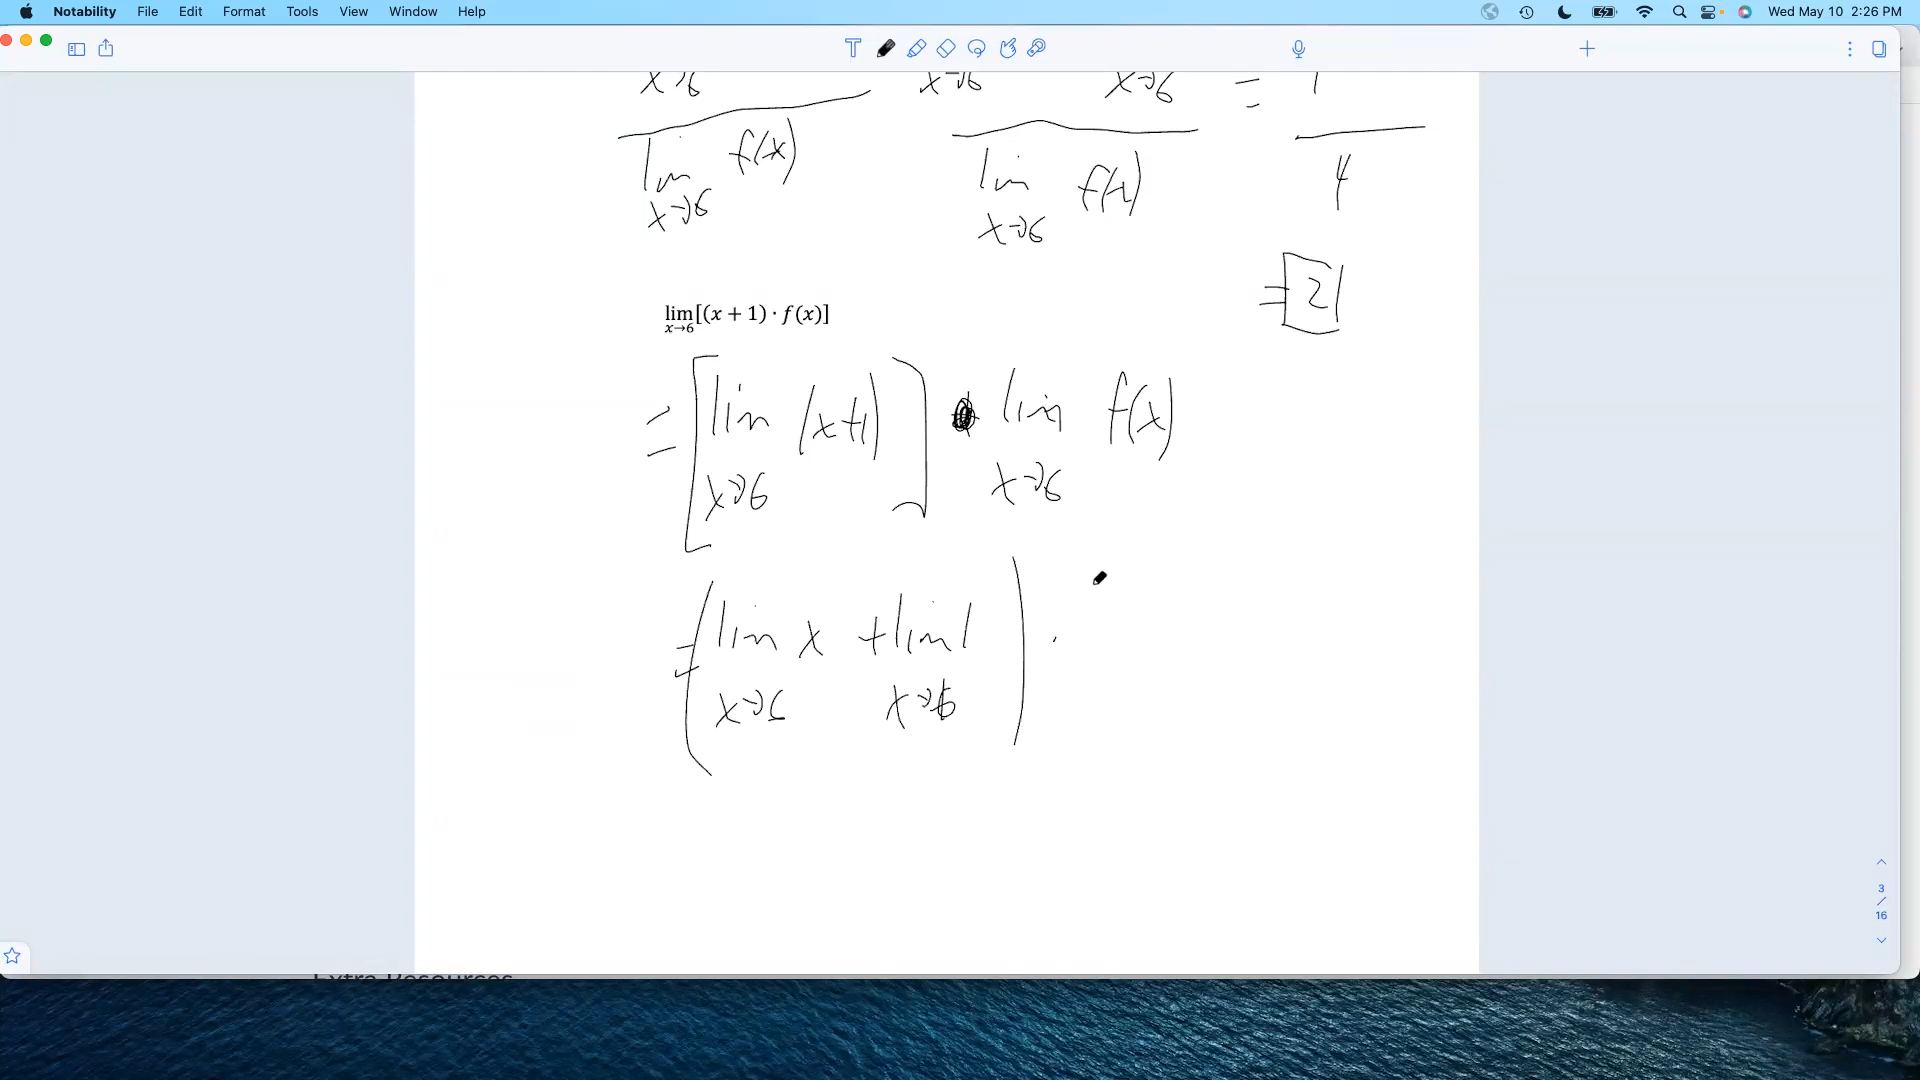 Notability File Edit Format Tools View Window Help Wed May 10 2:26 PM
x→6 x→6 x→6 =
lim f(x) lim f(x) 4
x→6 x→6
= 2
lim[(x + 1) · f(x)]
x→6
= [lim (x+1)] · lim f(x)
x→6 x→6
= (lim x + lim 1) ·
x→6 x→6
3
/
16
Extra Resources